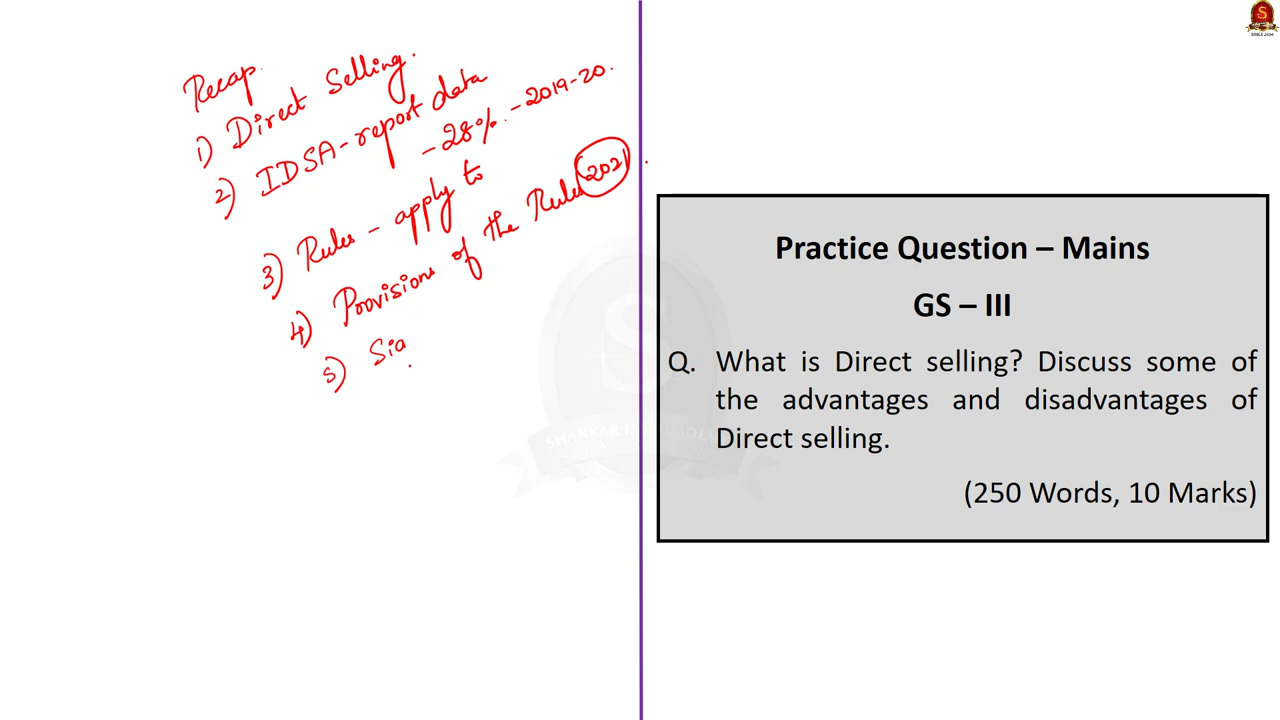 Recap.
1) Direct Selling.
2) IDSA - report data
- 28%. - 2019-20.
3) Rules - apply to
4) Provisions of the Rules 2021.
5) Sia
Practice Question – Mains
GS – III
Q. What is Direct selling? Discuss some of
the advantages and disadvantages of
Direct selling.
(250 Words, 10 Marks)